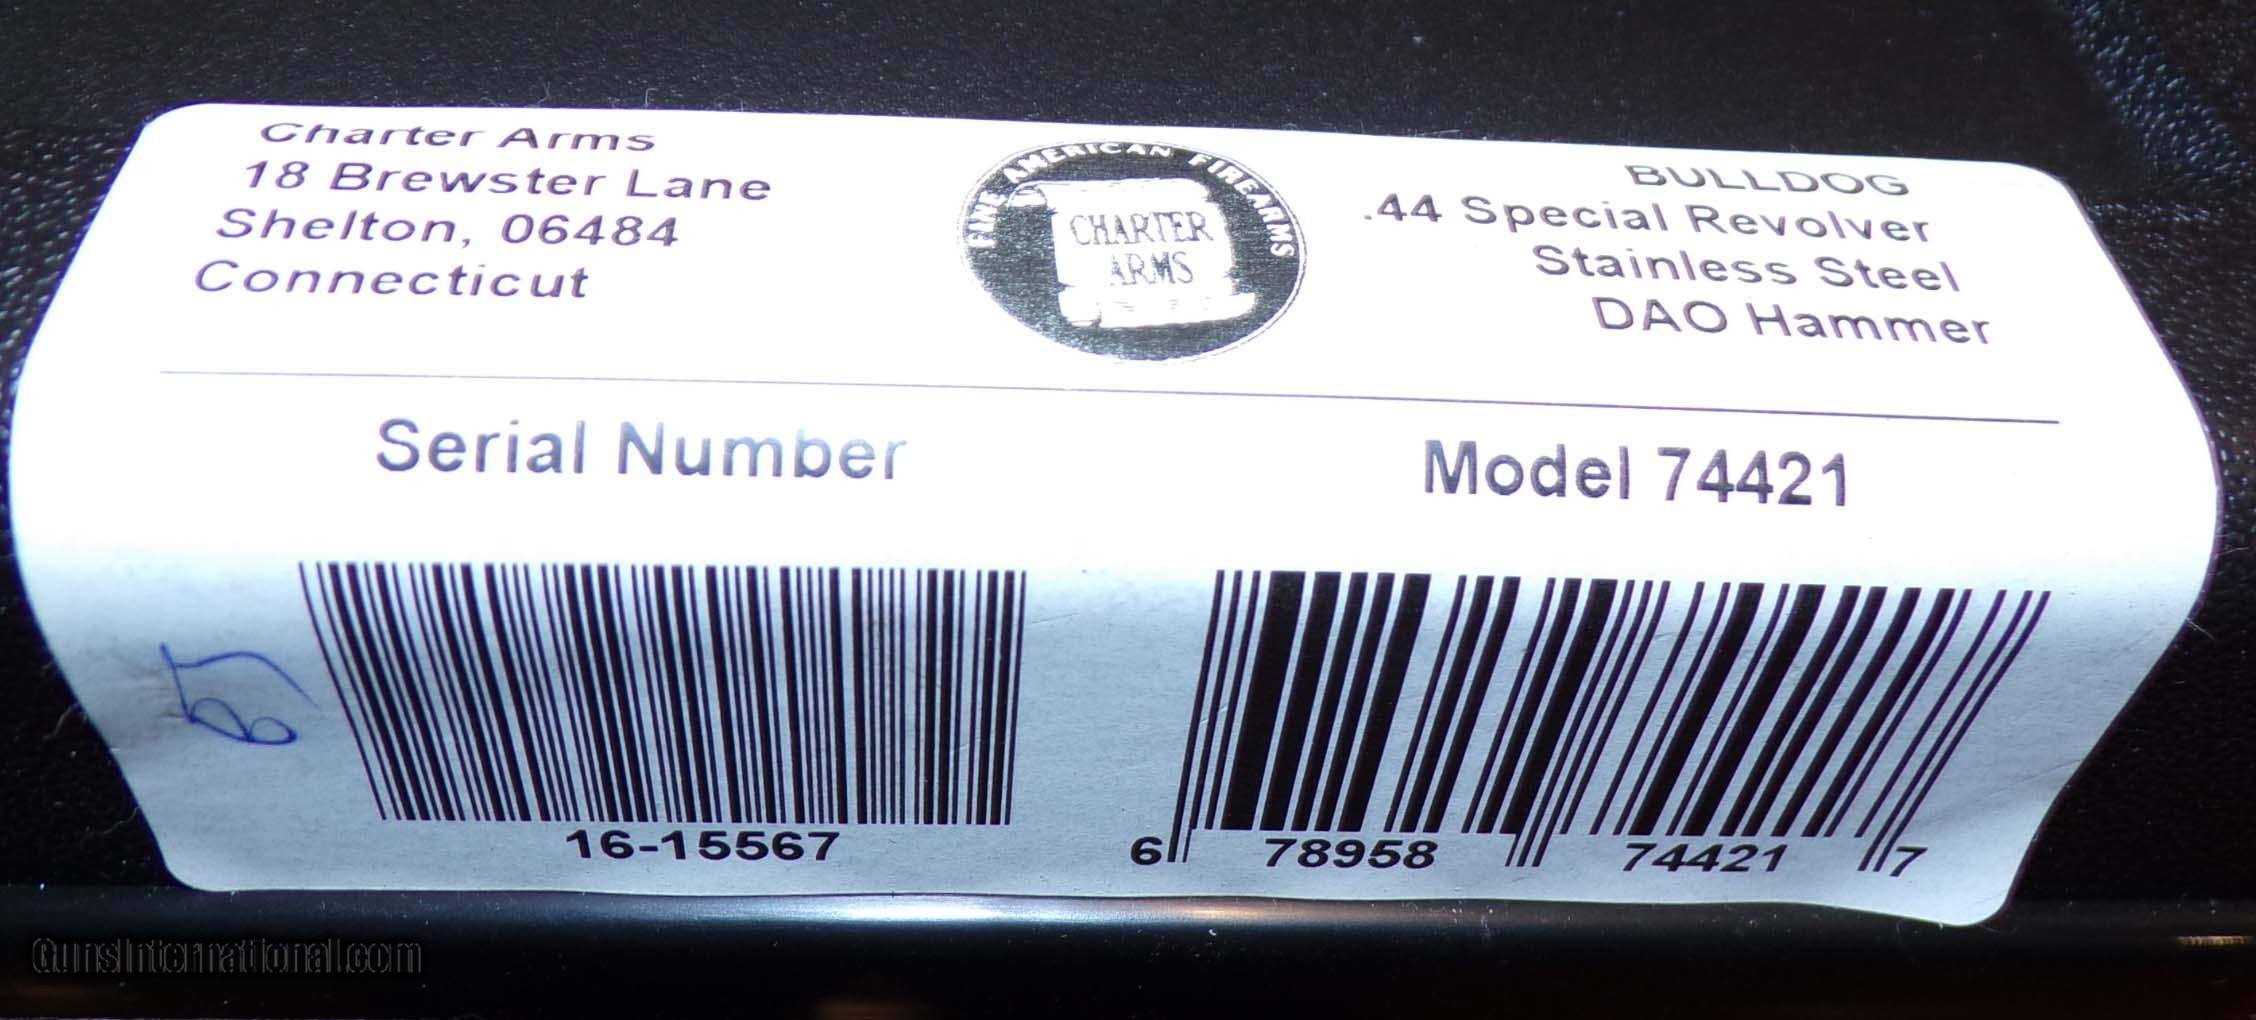 Charter Arms
18 Brewster Lane
Shelton, 06484
Connecticut
FINE AMERICAN FIREARMS
CHARTER
ARMS
BULLDOG
.44 Special Revolver
Stainless Steel
DAO Hammer
Serial Number
Model 74421
16-15567
6 78958 74421 7
GunsInternational.com